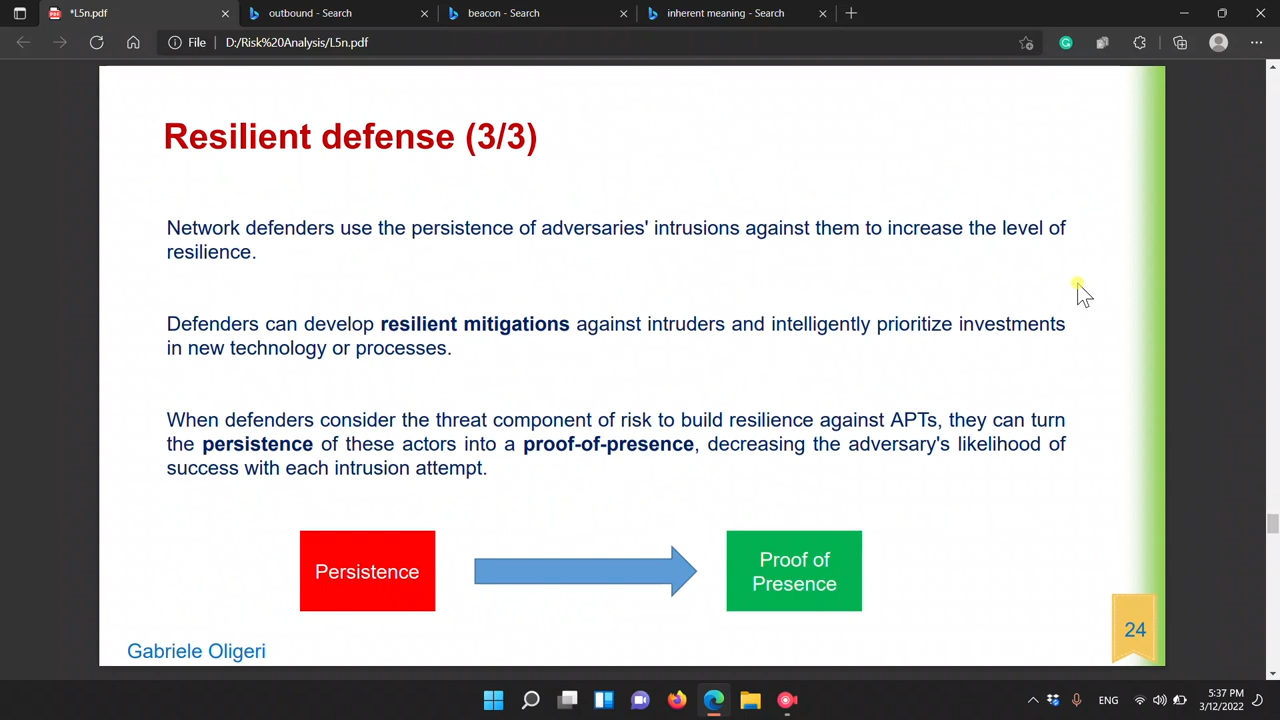 *L5n.pdf
outbound - Search
beacon - Search
inherent meaning - Search
File
D:/Risk%20Analysis/L5n.pdf
Resilient defense (3/3)
Network defenders use the persistence of adversaries' intrusions against them to increase the level of
resilience.
Defenders can develop resilient mitigations against intruders and intelligently prioritize investments
in new technology or processes.
When defenders consider the threat component of risk to build resilience against APTs, they can turn
the persistence of these actors into a proof-of-presence, decreasing the adversary's likelihood of
success with each intrusion attempt.
Persistence
Proof of
Presence
24
Gabriele Oligeri
ENG
5:37 PM
3/12/2022